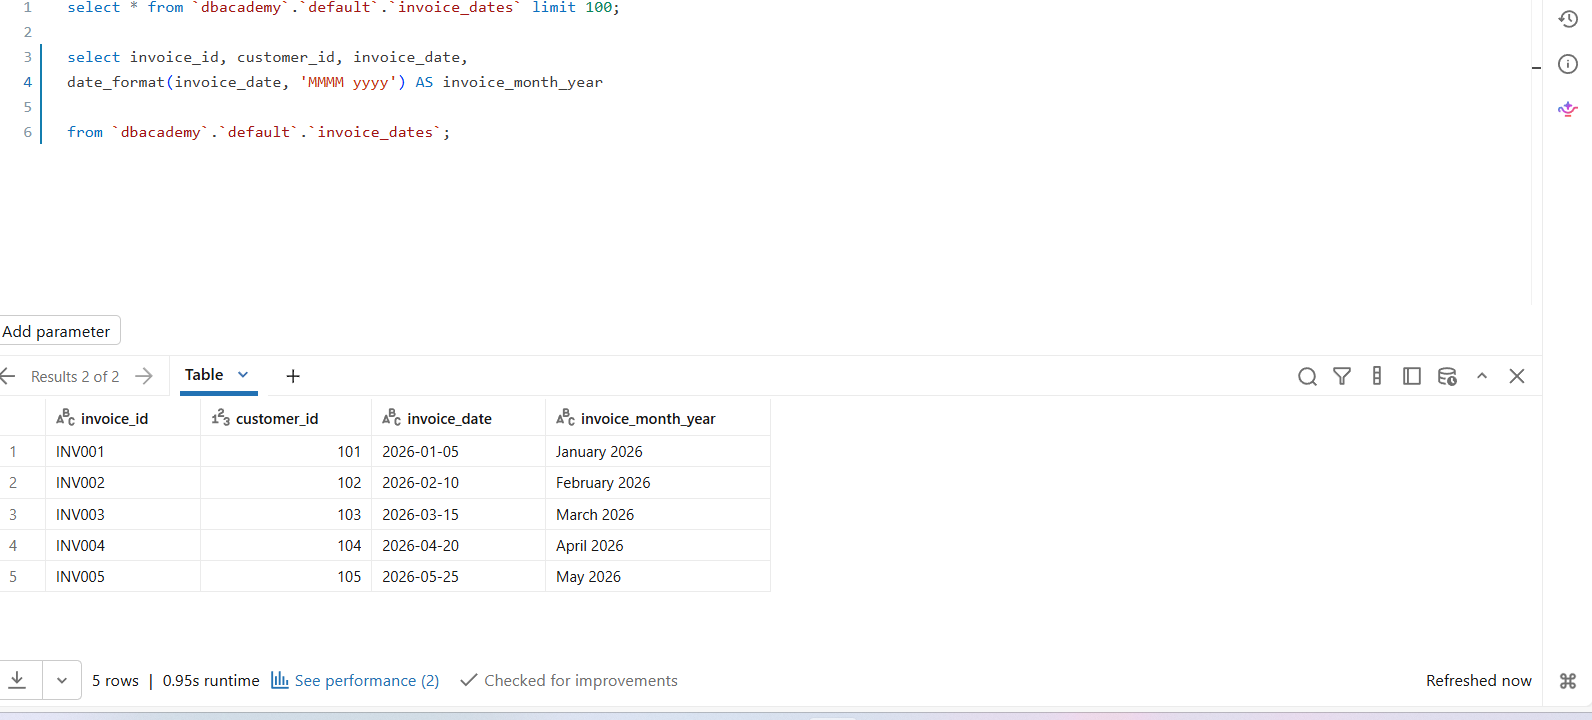 1 select * from `dbacademy`.`default`.`invoice_dates` limit 100;
2
3 select invoice_id, customer_id, invoice_date,
4 date_format(invoice_date, 'MMMM yyyy') AS invoice_month_year
5
6 from `dbacademy`.`default`.`invoice_dates`;
Add parameter
Results 2 of 2 Table
ABC invoice_id 123 customer_id ABC invoice_date ABC invoice_month_year
1 INV001 101 2026-01-05 January 2026
2 INV002 102 2026-02-10 February 2026
3 INV003 103 2026-03-15 March 2026
4 INV004 104 2026-04-20 April 2026
5 INV005 105 2026-05-25 May 2026
5 rows | 0.95s runtime See performance (2) Checked for improvements Refreshed now